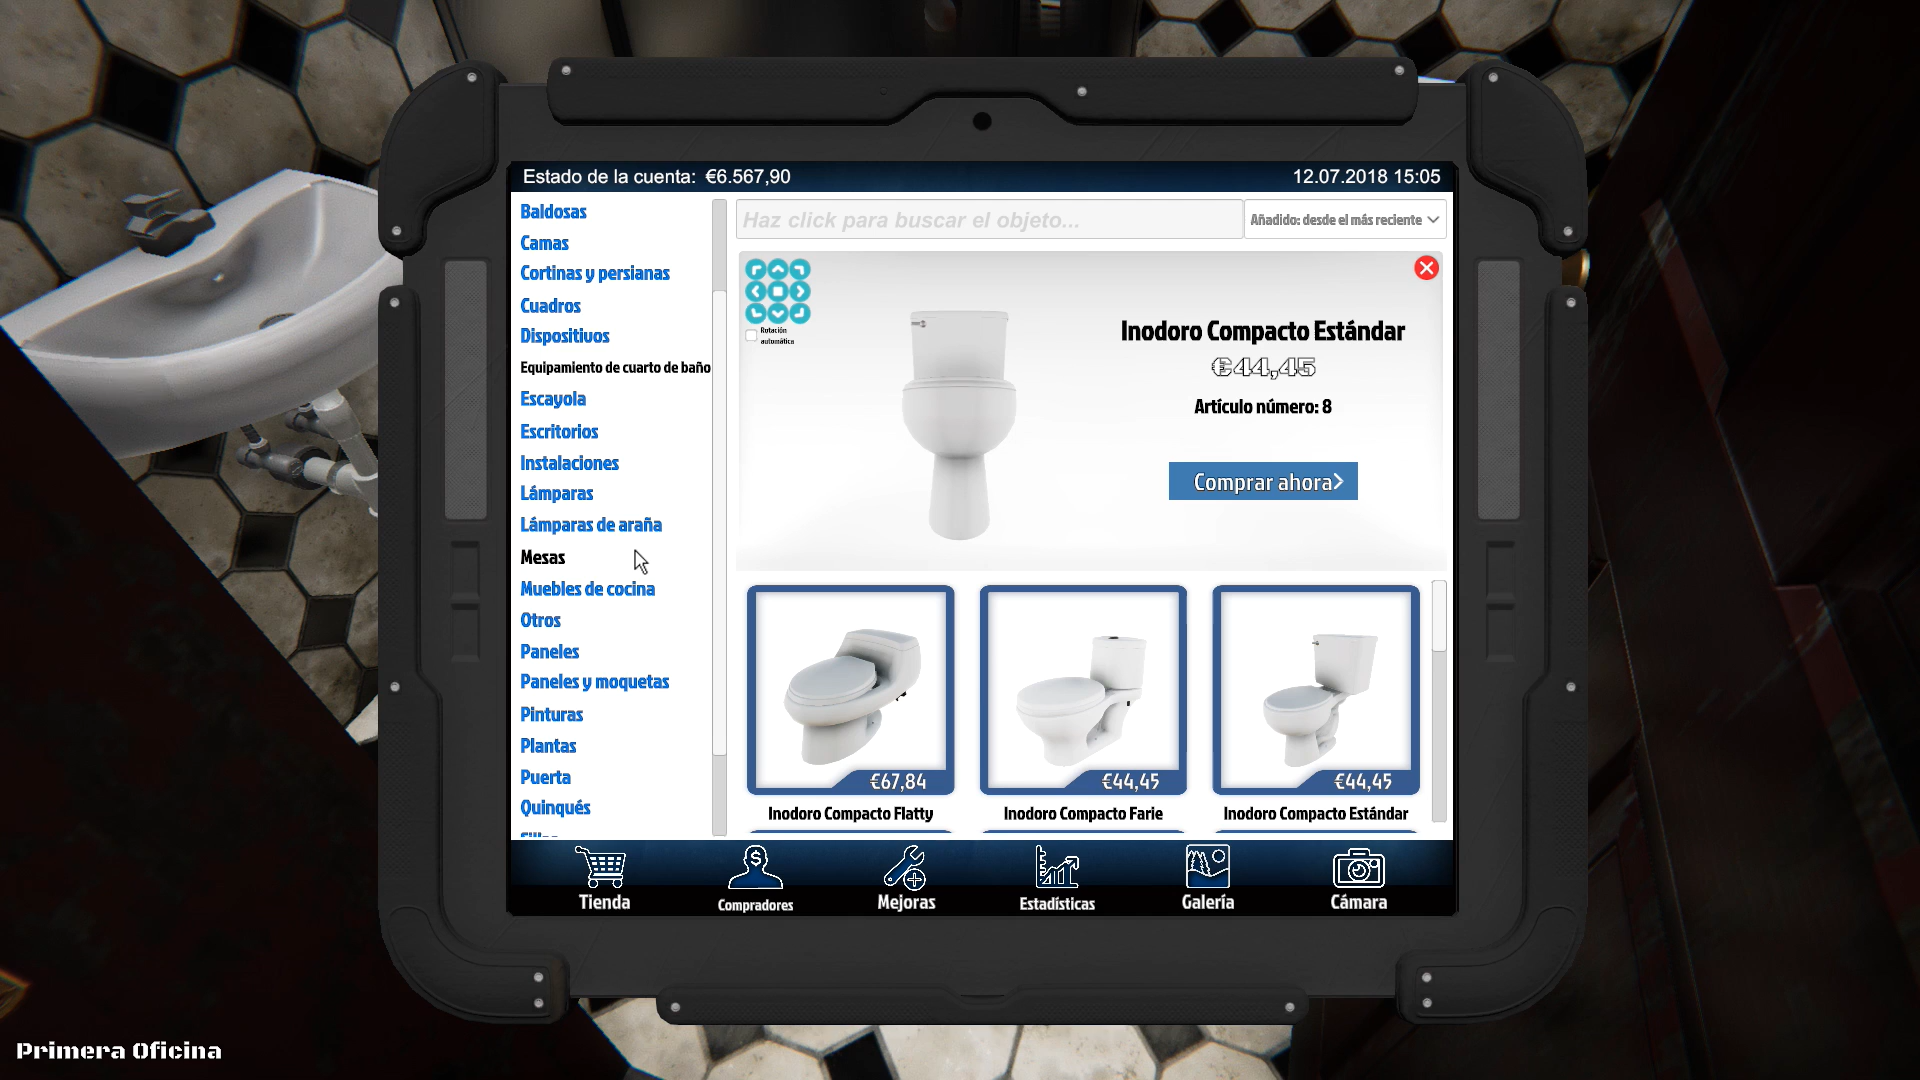 Estado de la cuenta: €6.567,90
12.07.2018 15:05
Baldosas
Camas
Cortinas y persianas
Cuadros
Dispositivos
Equipamiento de cuarto de baño
Escayola
Escritorios
Instalaciones
Lámparas
Lámparas de araña
Mesas
Muebles de cocina
Otros
Paneles
Paneles y moquetas
Pinturas
Plantas
Puerta
Quinqués
Haz click para buscar el objeto...
Añadido: desde el más reciente
Rotación
automática
Inodoro Compacto Estándar
€44,45
Artículo número: 8
Comprar ahora
€67,84
€44,45
€44,45
Inodoro Compacto Flatty
Inodoro Compacto Farie
Inodoro Compacto Estándar
Tienda
Compradores
Mejoras
Estadísticas
Galería
Cámara
Primera Oficina